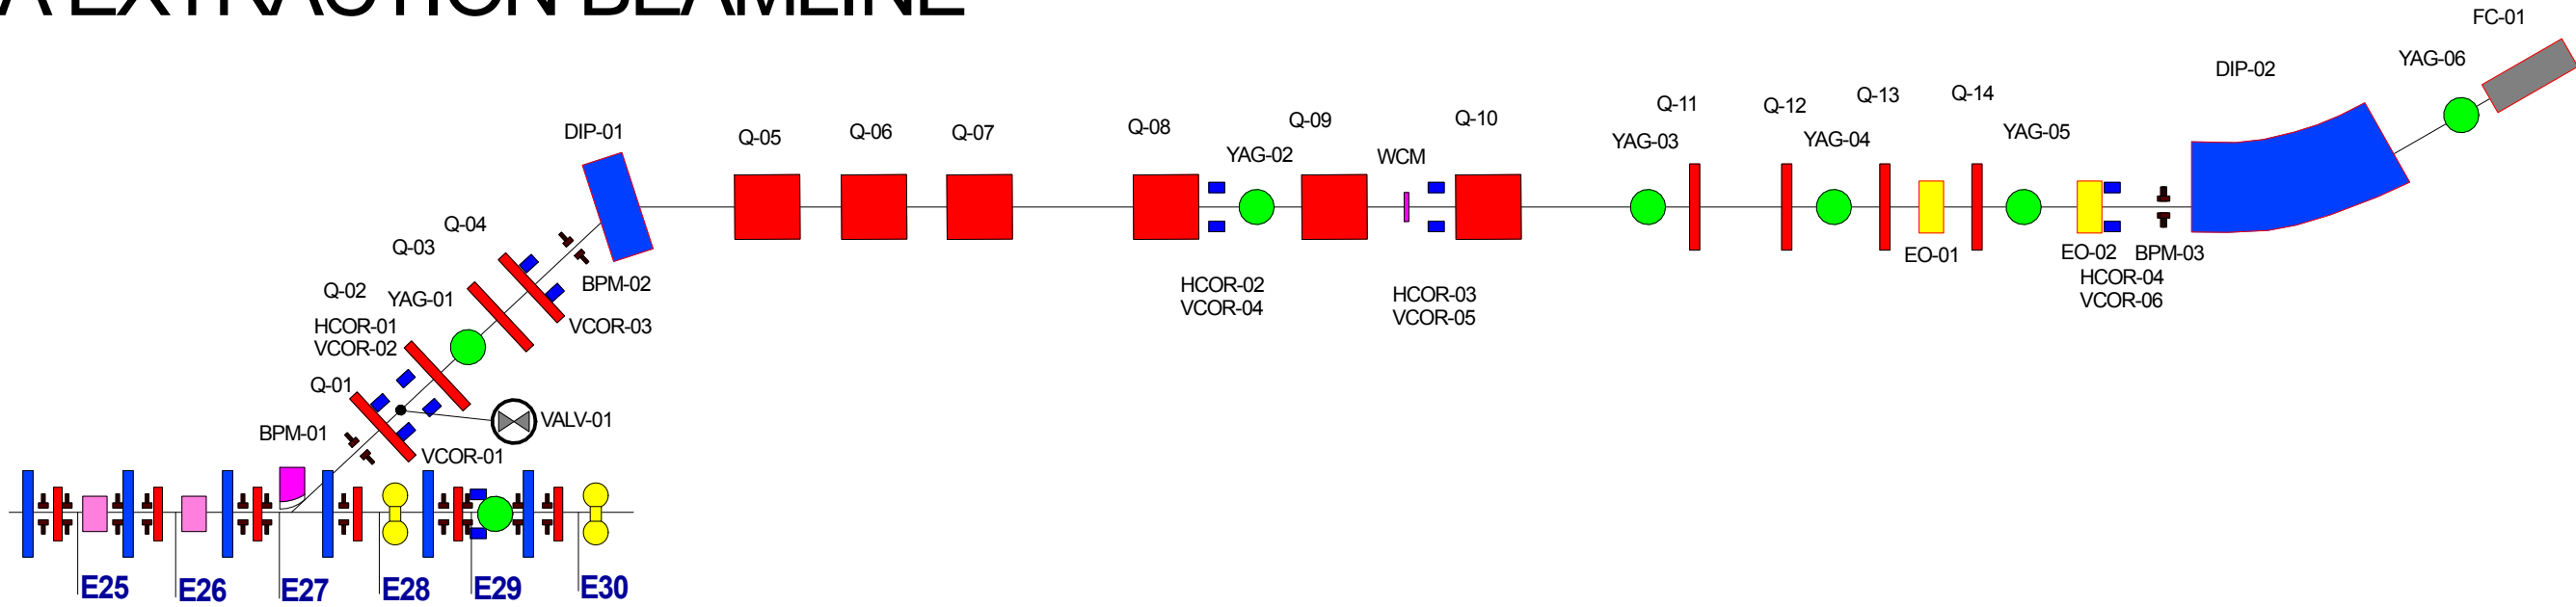 A EXTRACTION BEAMLINE
FC-01
YAG-06
DIP-02
Q-11
Q-12
Q-13
Q-14
DIP-01
Q-05
Q-06
Q-07
Q-08
Q-09
Q-10
YAG-02
WCM
YAG-03
YAG-04
YAG-05
Q-04
Q-03
BPM-02
EO-01
EO-02
BPM-03
HCOR-04
VCOR-06
HCOR-02
VCOR-04
HCOR-03
VCOR-05
Q-02
YAG-01
HCOR-01
VCOR-02
VCOR-03
Q-01
VALV-01
BPM-01
VCOR-01
E25
E26
E27
E28
E29
E30